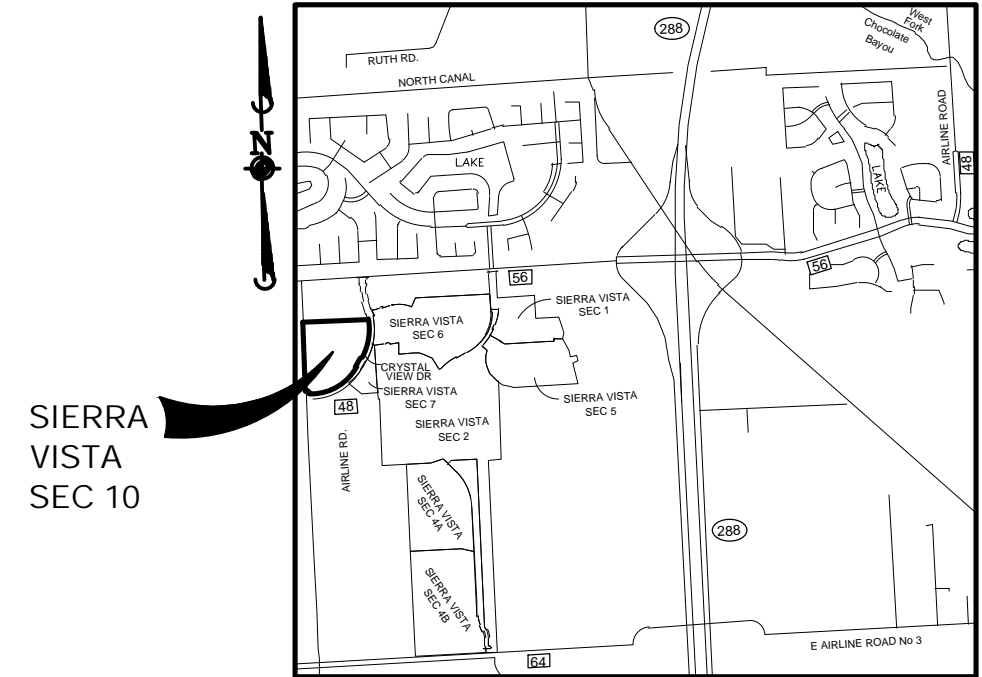 West
Fork
Chocolate
Bayou
288
RUTH RD.
NORTH CANAL
AIRLINE ROAD
48
LAKE
LAKE
N
56
56
SIERRA VISTA
SEC 1
SIERRA VISTA
SEC 6
CRYSTAL
VIEW DR
SIERRA VISTA
SEC 7
SIERRA VISTA
SEC 5
48
SIERRA VISTA
SEC 2
SIERRA
VISTA
SEC 10
AIRLINE RD.
SIERRA VISTA
SEC 4A
288
SIERRA VISTA
SEC 4B
E AIRLINE ROAD No 3
64